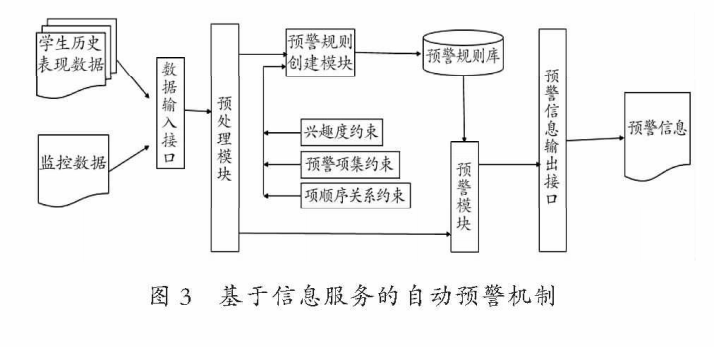 学生历史
表现数据
监控数据
数据输入接口
预处理模块
预警规则
创建模块
兴趣度约束
预警项集约束
项顺序关系约束
预警规则库
预警模块
预警信息输出接口
预警信息
图 3 基于信息服务的自动预警机制